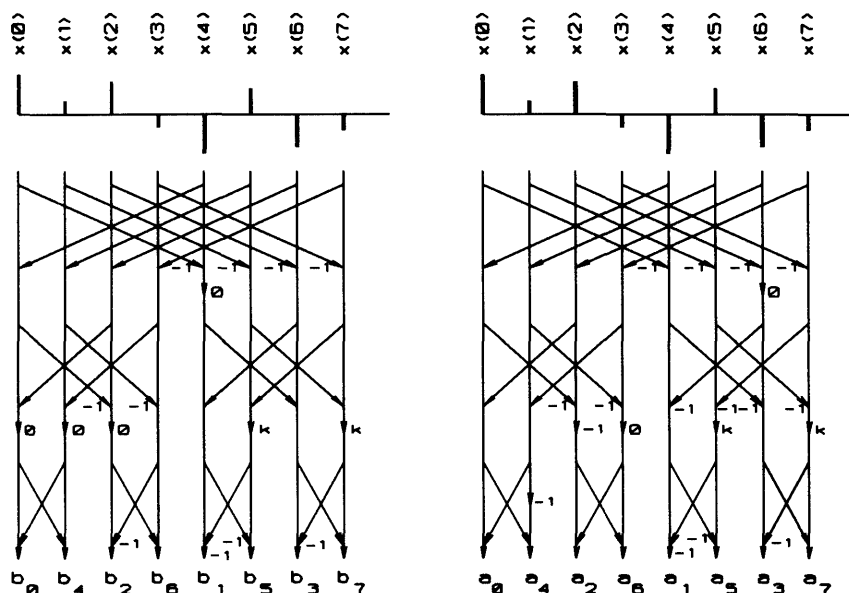 x(0) x(1) x(2) x(3) x(4) x(5) x(6) x(7) x(0) x(1) x(2) x(3) x(4) x(5) x(6) x(7)
-1 -1 -1 -1 -1 -1 -1 -1
0 0
-1 -1 -1 -1 -1 -1-1 -1
0 0 0 k k -1 0 k k
-1
-1 -1 -1 -1 -1 -1
-1 -1
b0 b4 b2 b6 b1 b5 b3 b7 a0 a4 a2 a6 a1 a5 a3 a7